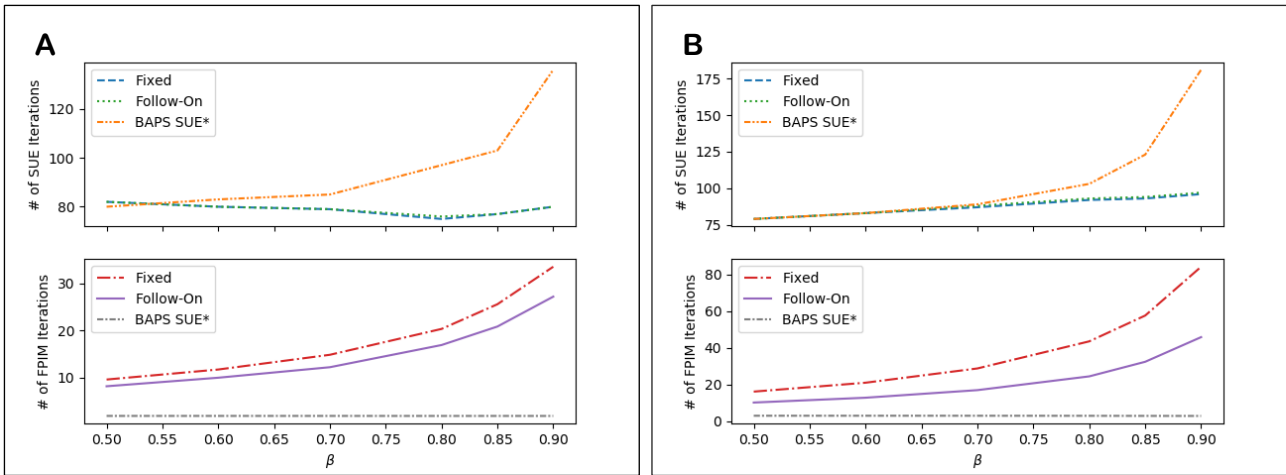 A
# of SUE Iterations
120
100
80
Fixed
Follow-On
BAPS SUE*
# of FPIM Iterations
30
20
10
Fixed
Follow-On
BAPS SUE*
0.50 0.55 0.60 0.65 0.70 0.75 0.80 0.85 0.90
β
B
# of SUE Iterations
175
150
125
100
75
Fixed
Follow-On
BAPS SUE*
# of FPIM Iterations
80
60
40
20
0
Fixed
Follow-On
BAPS SUE*
0.50 0.55 0.60 0.65 0.70 0.75 0.80 0.85 0.90
β